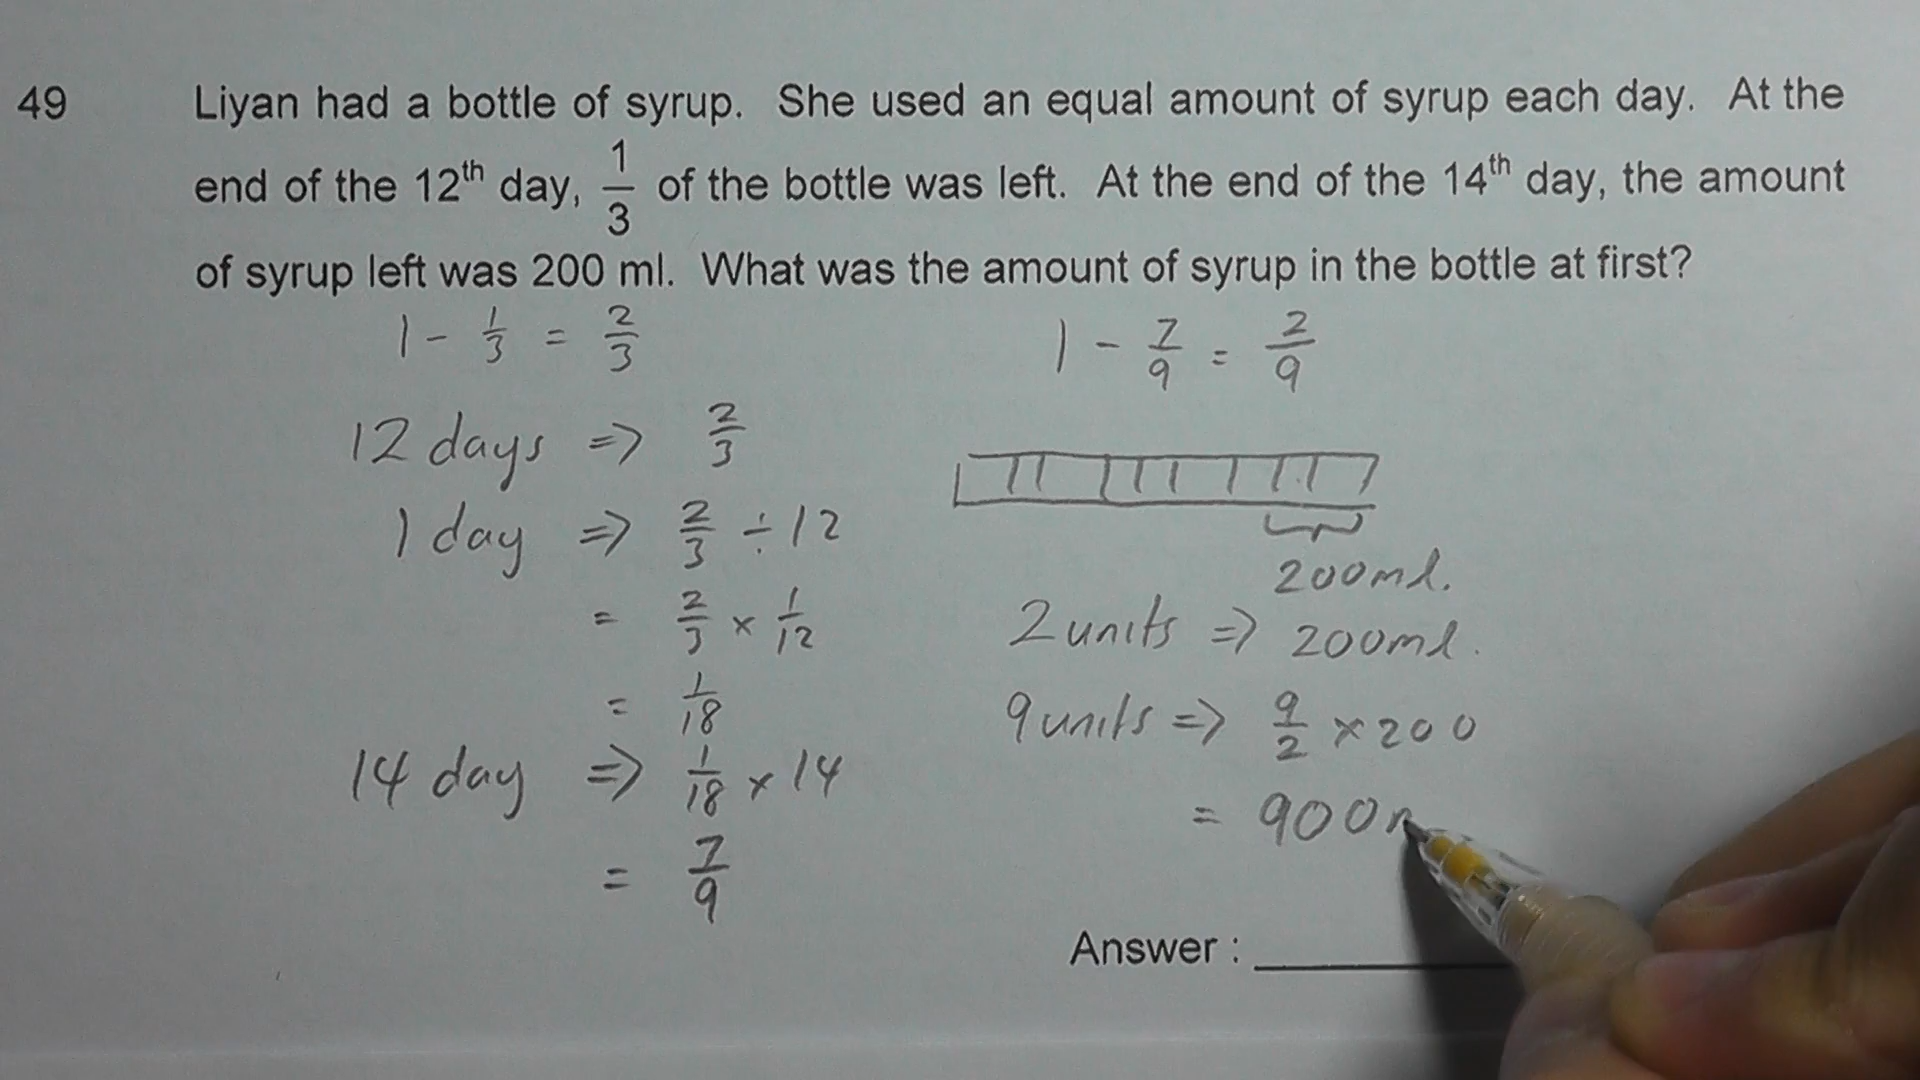 49 Liyan had a bottle of syrup. She used an equal amount of syrup each day. At the
end of the 12th day, 1/3 of the bottle was left. At the end of the 14th day, the amount
of syrup left was 200 ml. What was the amount of syrup in the bottle at first?
1 - 1/3 = 2/3
12 days => 2/3
1 day => 2/3 ÷ 12
= 2/3 × 1/12
= 1/18
14 day => 1/18 × 14
= 7/9
1 - 7/9 = 2/9
200ml.
2 units => 200ml.
9 units => 9/2 × 200
= 900m
Answer :